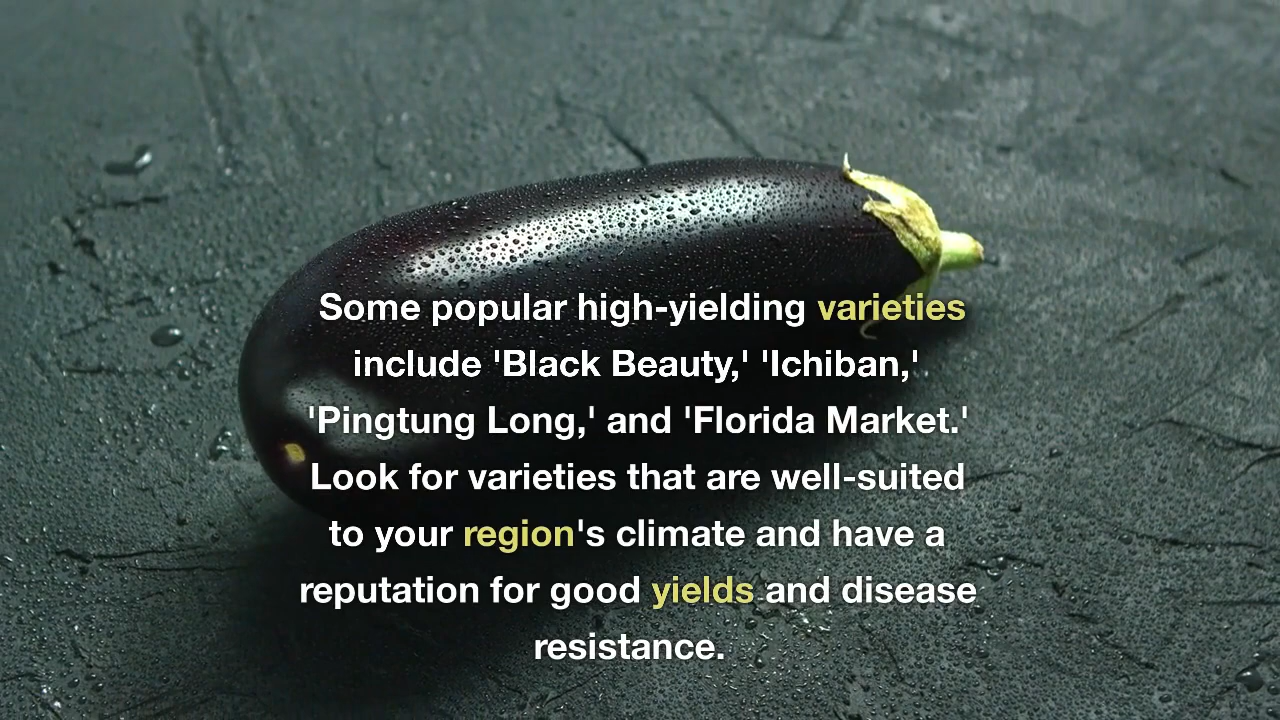 Some popular high-yielding varieties
include 'Black Beauty,' 'Ichiban,'
'Pingtung Long,' and 'Florida Market.'
Look for varieties that are well-suited
to your region's climate and have a
reputation for good yields and disease
resistance.